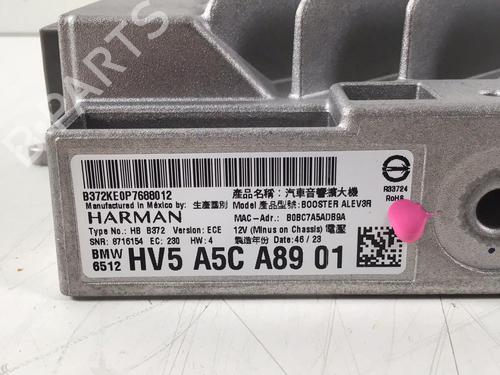 B-Parts
B372KE0P7688012
產品名稱：汽車音響擴大機
Manufactured in México by 生產國別
產品型號:BOOSTER ALEV3R
R33724
RoHS
HARMAN
MAC-Adr.: B0BC7A5ADB9A
Type No.: HB B372 Version: ECE
12V (Minus on Chassis) 電壓
SNR: 8716154 EC: 230 HW: 4
製造年份 Date: 46 / 23
BMW
6512 HV5 A5C A89 01